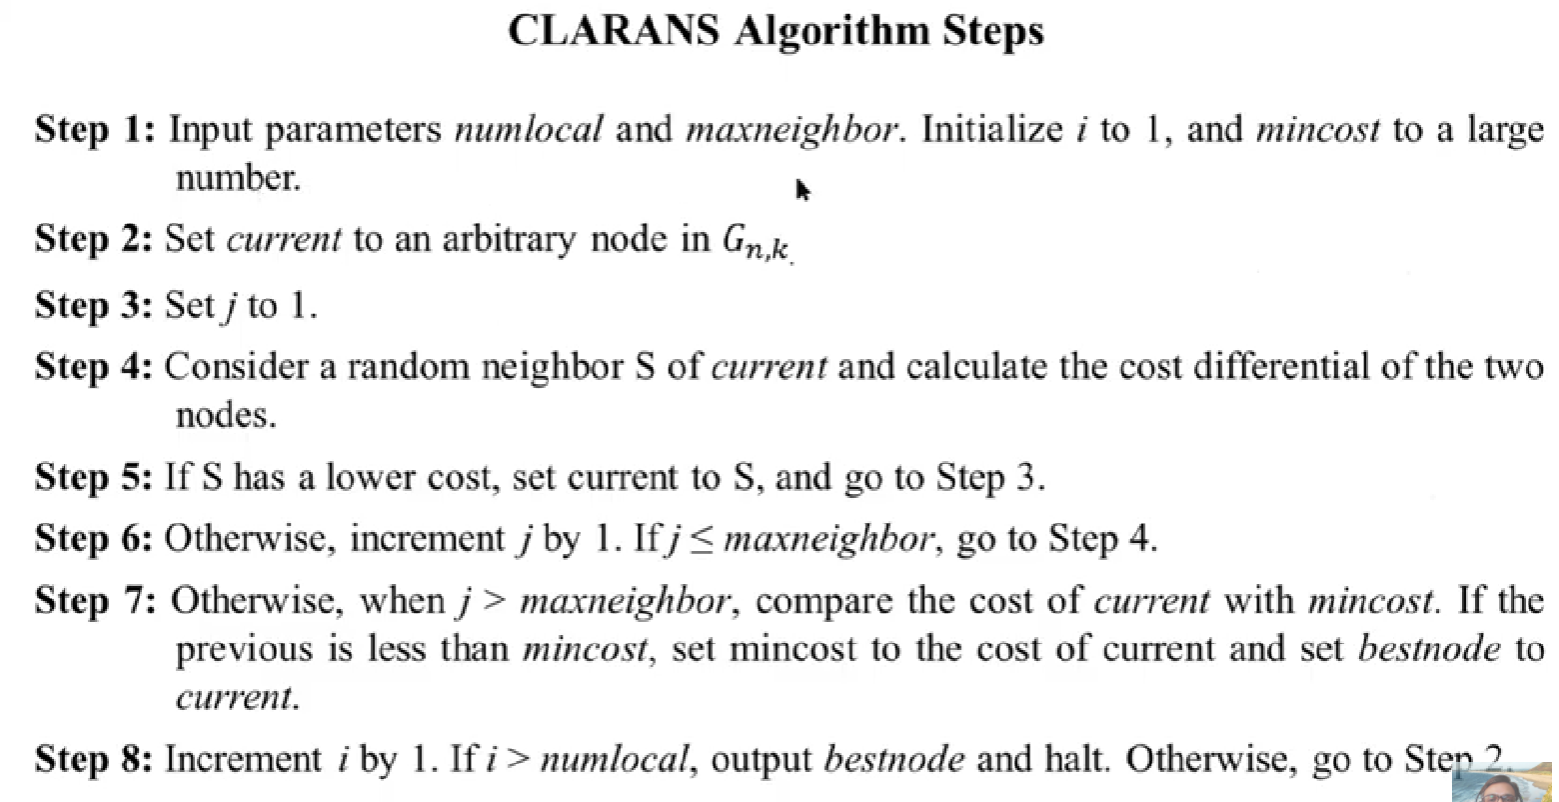 CLARANS Algorithm Steps
Step 1: Input parameters numlocal and maxneighbor. Initialize i to 1, and mincost to a large
number.
Step 2: Set current to an arbitrary node in Gn,k.
Step 3: Set j to 1.
Step 4: Consider a random neighbor S of current and calculate the cost differential of the two
nodes.
Step 5: If S has a lower cost, set current to S, and go to Step 3.
Step 6: Otherwise, increment j by 1. If j ≤ maxneighbor, go to Step 4.
Step 7: Otherwise, when j > maxneighbor, compare the cost of current with mincost. If the
previous is less than mincost, set mincost to the cost of current and set bestnode to
current.
Step 8: Increment i by 1. If i > numlocal, output bestnode and halt. Otherwise, go to Step 2.